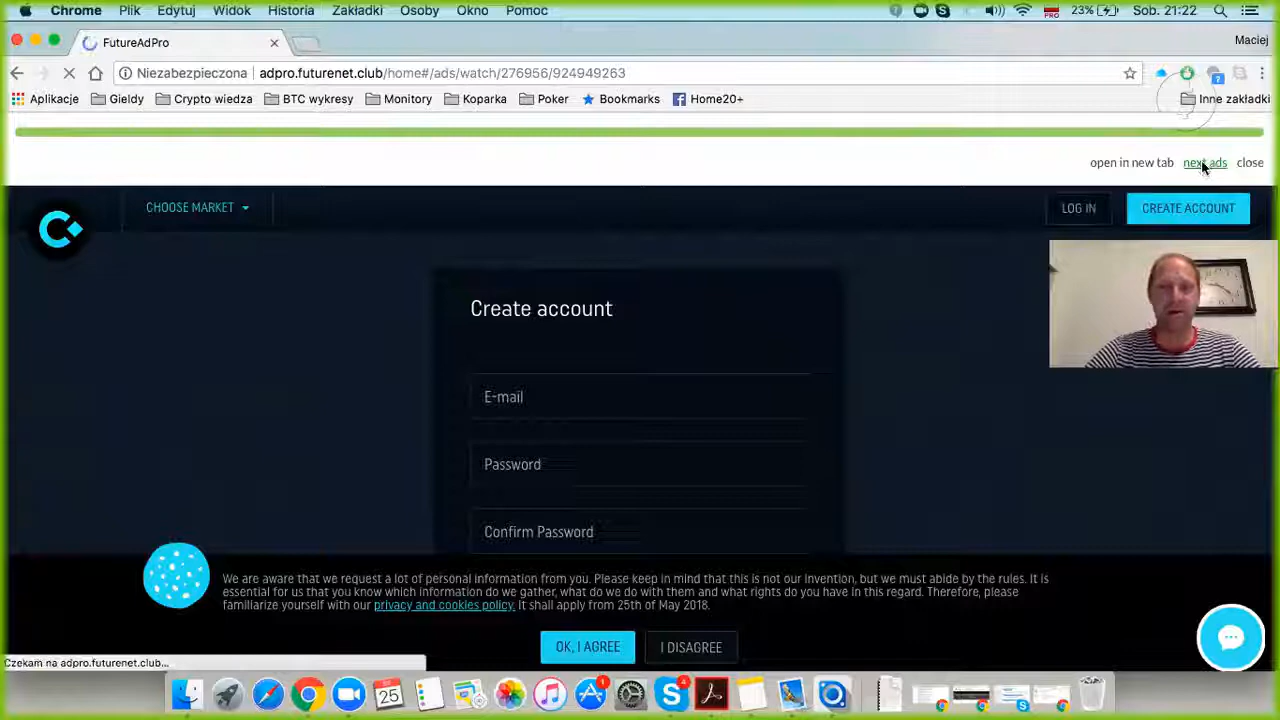 Chrome Plik Edytuj Widok Historia Zakładki Osoby Okno Pomoc PRO 23% Sob. 21:22
FutureAdPro Maciej
Niezabezpieczona adpro.futurenet.club/home#/ads/watch/276956/924949263
Aplikacje Gieldy Crypto wiedza BTC wykresy Monitory Koparka Poker Bookmarks Home20+ Inne zakładki
open in new tab next ads close
CHOOSE MARKET LOG IN CREATE ACCOUNT
Create account
E-mail
Password
Confirm Password
We are aware that we request a lot of personal information from you. Please keep in mind that this is not our invention, but we must abide by the rules. It is
essential for us that you know which information do we gather, what do we do with them and what rights do you have in this regard. Therefore, please
familiarize yourself with our privacy and cookies policy. It shall apply from 25th of May 2018.
OK, I AGREE I DISAGREE
Czekam na adpro.futurenet.club...
25 1 4